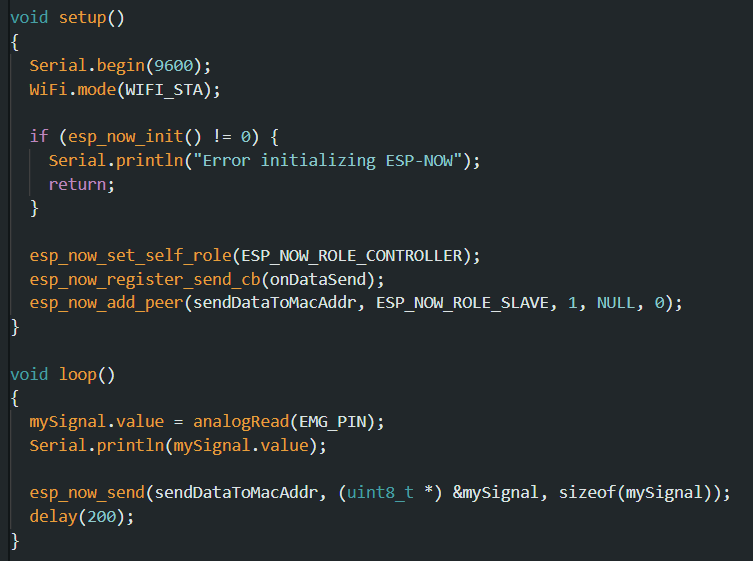 void setup()
{
  Serial.begin(9600);
  WiFi.mode(WIFI_STA);

  if (esp_now_init() != 0) {
    Serial.println("Error initializing ESP-NOW");
    return;
  }

  esp_now_set_self_role(ESP_NOW_ROLE_CONTROLLER);
  esp_now_register_send_cb(onDataSend);
  esp_now_add_peer(sendDataToMacAddr, ESP_NOW_ROLE_SLAVE, 1, NULL, 0);
}

void loop()
{
  mySignal.value = analogRead(EMG_PIN);
  Serial.println(mySignal.value);

  esp_now_send(sendDataToMacAddr, (uint8_t *) &mySignal, sizeof(mySignal));
  delay(200);
}